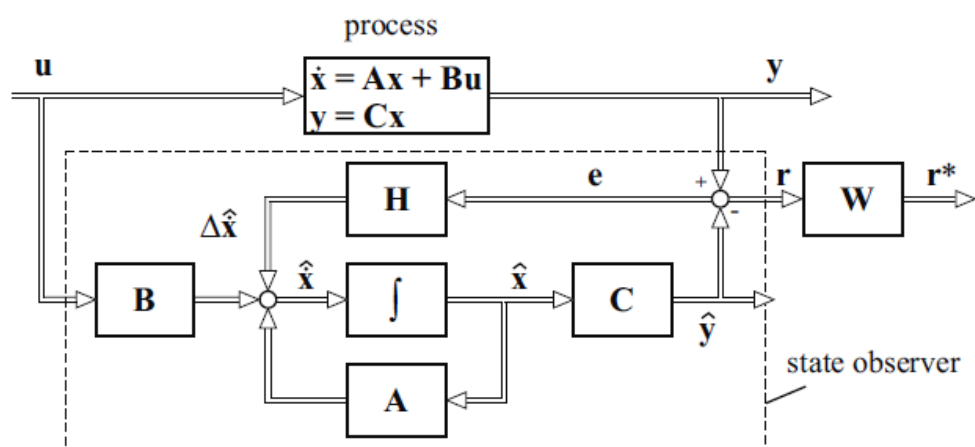 process
u
ẋ = Ax + Bu
y = Cx
y
H
e
+
-
r
W
r*
Δx̂̇
B
x̂̇
∫
x̂
C
ŷ
A
state observer